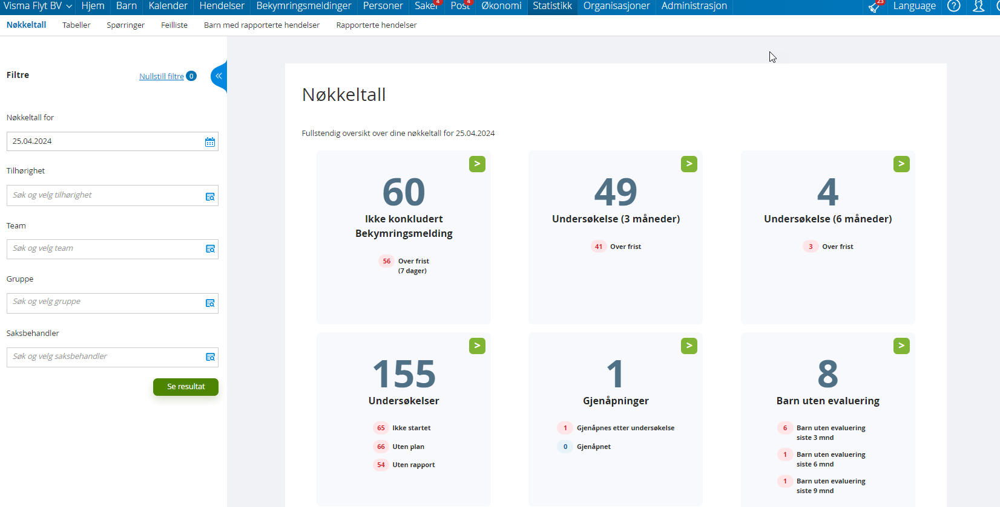 Visma Flyt BV Hjem Barn Kalender Hendelser Bekymringsmeldinger Personer Saker 4 Post 4 Økonomi Statistikk Organisasjoner Administrasjon 23 Language ?
Nøkkeltall Tabeller Spørringer Feilliste Barn med rapporterte hendelser Rapporterte hendelser
Filtre
Nullstill filtre 0
Nøkkeltall for
25.04.2024
Tilhørighet
Søk og velg tilhørighet
Team
Søk og velg team
Gruppe
Søk og velg gruppe
Saksbehandler
Søk og velg saksbehandler
Se resultat
Nøkkeltall
Fullstendig oversikt over dine nøkkeltall for 25.04.2024
>
60
Ikke konkludert
Bekymringsmelding
56 Over frist
(7 dager)
>
49
Undersøkelse (3 måneder)
41 Over frist
>
4
Undersøkelse (6 måneder)
3 Over frist
>
155
Undersøkelser
65 Ikke startet
66 Uten plan
54 Uten rapport
>
1
Gjenåpninger
1 Gjenåpnes etter undersøkelse
0 Gjenåpnet
>
8
Barn uten evaluering
6 Barn uten evaluering
siste 3 mnd
1 Barn uten evaluering
siste 6 mnd
1 Barn uten evaluering
siste 9 mnd